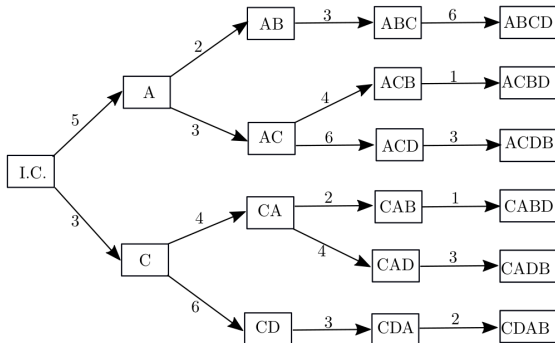 AB 3 ABC 6 ABCD
2
A
ACB 1 ACBD
5 4
3
AC 6 ACD 3 ACDB
I.C.
CA 2 CAB 1 CABD
3 4
4
C
CAD 3 CADB
6
CD 3 CDA 2 CDAB